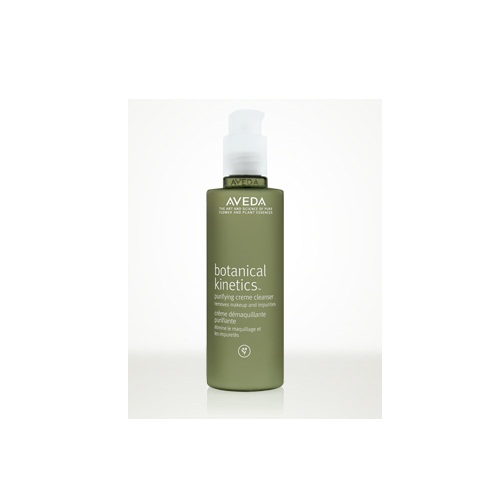 AVEDA
AVEDA
THE ART AND SCIENCE OF PURE
FLOWER AND PLANT ESSENCES
botanical
kinetics™
purifying creme cleanser
removes makeup and impurities
crème démaquillante
purifiante
élimine le maquillage et
les impuretés